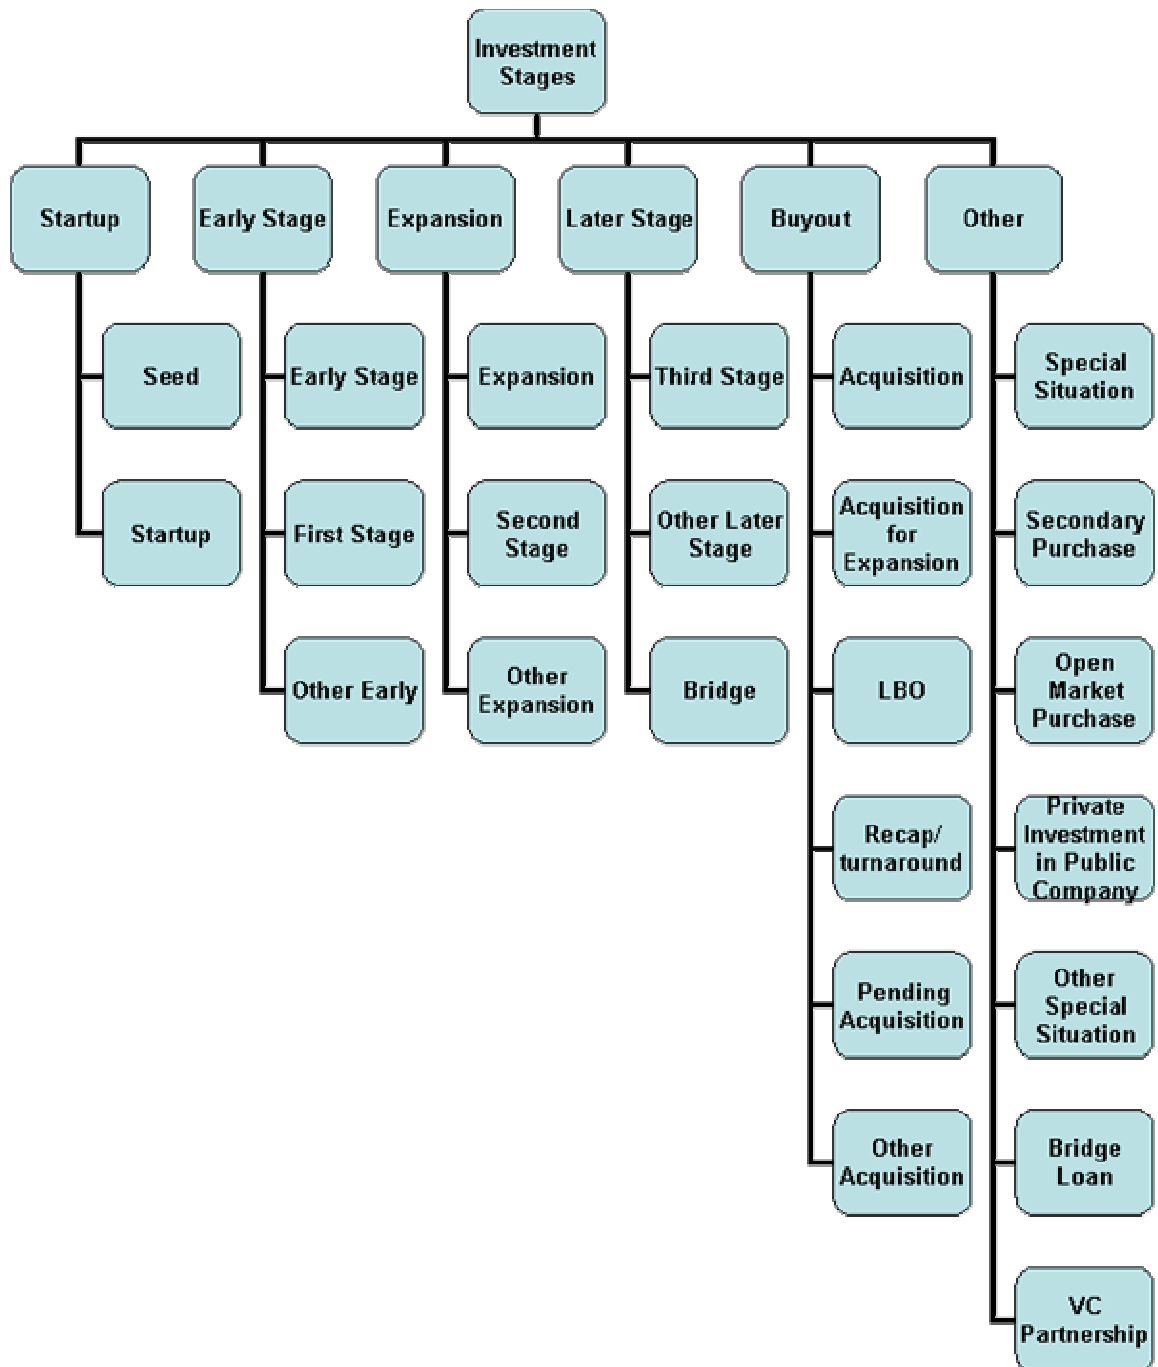 Investment
Stages
Startup
Early Stage
Expansion
Later Stage
Buyout
Other
Seed
Early Stage
Expansion
Third Stage
Acquisition
Special
Situation
Startup
First Stage
Second
Stage
Other Later
Stage
Acquisition
for
Expansion
Secondary
Purchase
Other Early
Other
Expansion
Bridge
LBO
Open
Market
Purchase
Recap/
turnaround
Private
Investment
in Public
Company
Pending
Acquisition
Other
Special
Situation
Other
Acquisition
Bridge
Loan
VC
Partnership